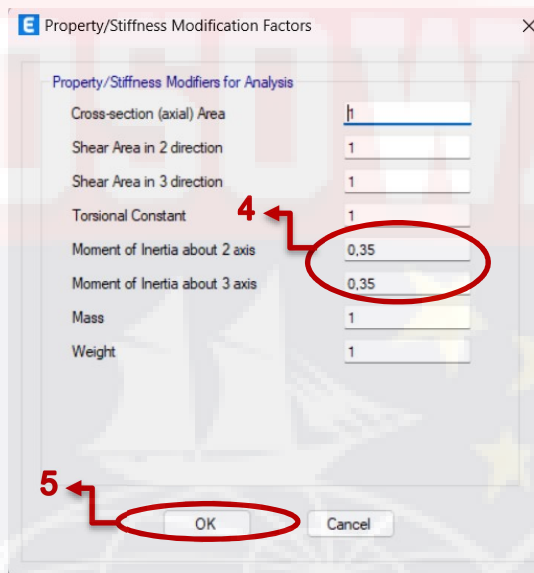 E Property/Stiffness Modification Factors
Property/Stiffness Modifiers for Analysis
Cross-section (axial) Area 1
Shear Area in 2 direction 1
Shear Area in 3 direction 1
4
Torsional Constant 1
Moment of Inertia about 2 axis 0,35
Moment of Inertia about 3 axis 0,35
Mass 1
Weight 1
5
OK Cancel